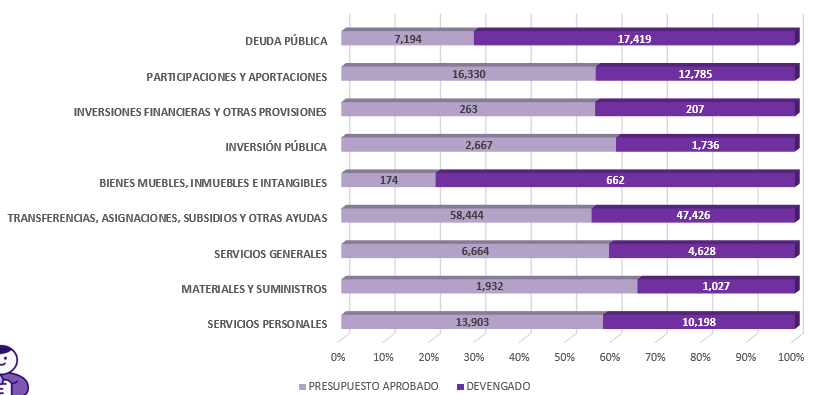 DEUDA PÚBLICA 7,194 17,419
PARTICIPACIONES Y APORTACIONES 16,330 12,785
INVERSIONES FINANCIERAS Y OTRAS PROVISIONES 263 207
INVERSIÓN PÚBLICA 2,667 1,736
BIENES MUEBLES, INMUEBLES E INTANGIBLES 174 662
TRANSFERENCIAS, ASIGNACIONES, SUBSIDIOS Y OTRAS AYUDAS 58,444 47,426
SERVICIOS GENERALES 6,664 4,628
MATERIALES Y SUMINISTROS 1,932 1,027
SERVICIOS PERSONALES 13,903 10,198
0% 10% 20% 30% 40% 50% 60% 70% 80% 90% 100%
PRESUPUESTO APROBADO DEVENGADO